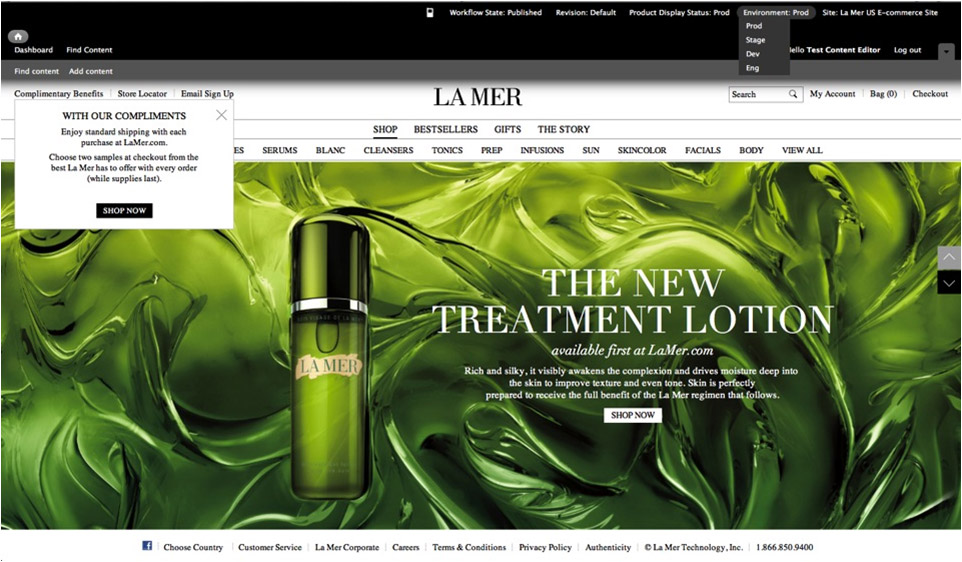 Workflow State: Published Revision: Default Product Display Status: Prod Environment: Prod Site: La Mer US E-commerce Site
Prod
Stage
Dev
Eng
Dashboard Find Content
ello Test Content Editor Log out
Find content Add content
Complimentary Benefits Store Locator Email Sign Up
LA MER
Search My Account Bag (0) Checkout
WITH OUR COMPLIMENTS
Enjoy standard shipping with each
purchase at LaMer.com.
Choose two samples at checkout from the
best La Mer has to offer with every order
(while supplies last).
SHOP NOW
SHOP BESTSELLERS GIFTS THE STORY
ES SERUMS BLANC CLEANSERS TONICS PREP INFUSIONS SUN SKINCOLOR FACIALS BODY VIEW ALL
LA MER
THE NEW
TREATMENT LOTION
available first at LaMer.com
Rich and silky, it visibly awakens the complexion and drives moisture deep into
the skin to improve texture and even tone. Skin is perfectly
prepared to receive the full benefit of the La Mer regimen that follows.
SHOP NOW
Choose Country Customer Service La Mer Corporate Careers Terms & Conditions Privacy Policy Authenticity © La Mer Technology, Inc. 1.866.850.9400